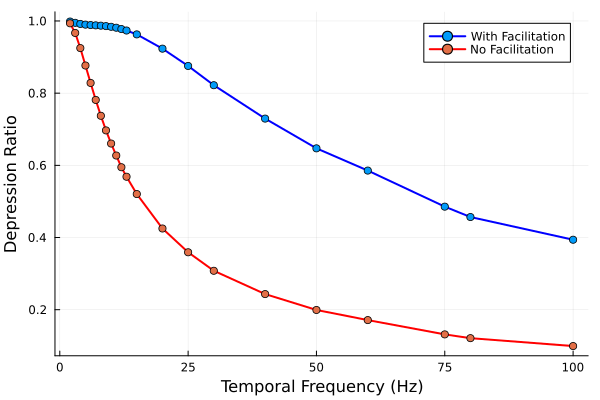 1.0
0.8
0.6
0.4
0.2
0
25
50
75
100
Depression Ratio
Temporal Frequency (Hz)
With Facilitation
No Facilitation